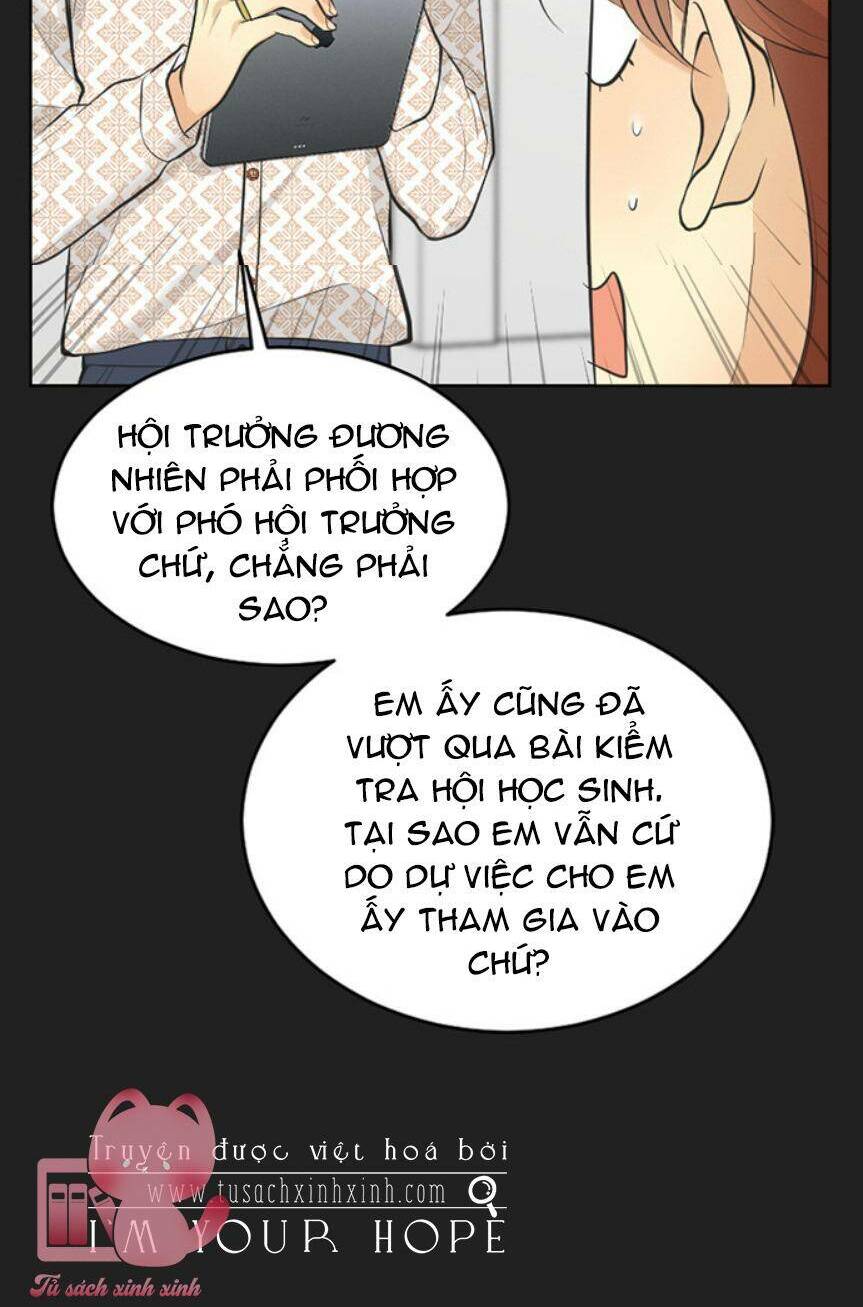 HỘI TRƯỞNG ĐƯƠNG
NHIÊN PHẢI PHỐI HỢP
VỚI PHÓ HỘI TRƯỞNG
CHỨ, CHẲNG PHẢI
SAO?
EM ẤY CŨNG ĐÃ
VƯỢT QUA BÀI KIỂM
TRA HỘI HỌC SINH.
TẠI SAO EM VẪN CỨ
DO DỰ VIỆC CHO EM
ẤY THAM GIA VÀO
CHỨ?
Truyện được việt hoá bởi
www.tusachxinhxinh.com
I'M YOUR HOPE
Tủ sách xinh xinh